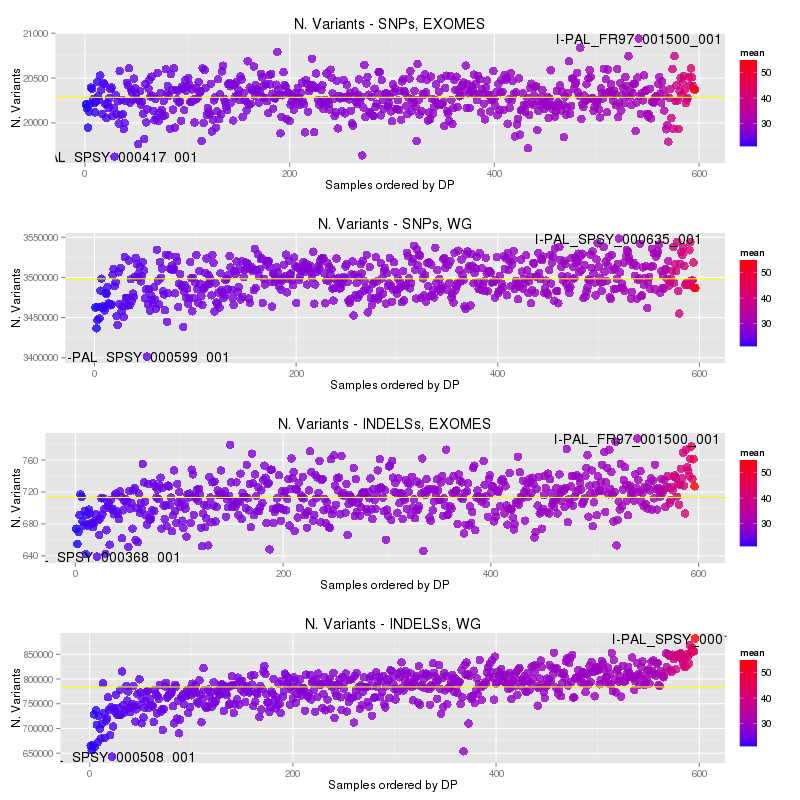 N. Variants - SNPs, EXOMES
I-PAL_FR97_001500_001
21000
20500
20000
N. Variants
SPSY_000417_001
0 200 400 600
Samples ordered by DP
mean
50
40
30
N. Variants - SNPs, WG
I-PAL_SPSY_000635_001
3550000
3500000
3450000
3400000
N. Variants
-PAL_SPSY_000599_001
0 200 400 600
Samples ordered by DP
mean
50
40
30
N. Variants - INDELSs, EXOMES
I-PAL_FR97_001500_001
760
720
680
640
N. Variants
_SPSY_000368_001
0 200 400 600
Samples ordered by DP
mean
50
40
30
N. Variants - INDELSs, WG
I-PAL_SPSY_0001
850000
800000
750000
700000
650000
N. Variants
_SPSY_000508_001
0 200 400 600
Samples ordered by DP
mean
50
40
30